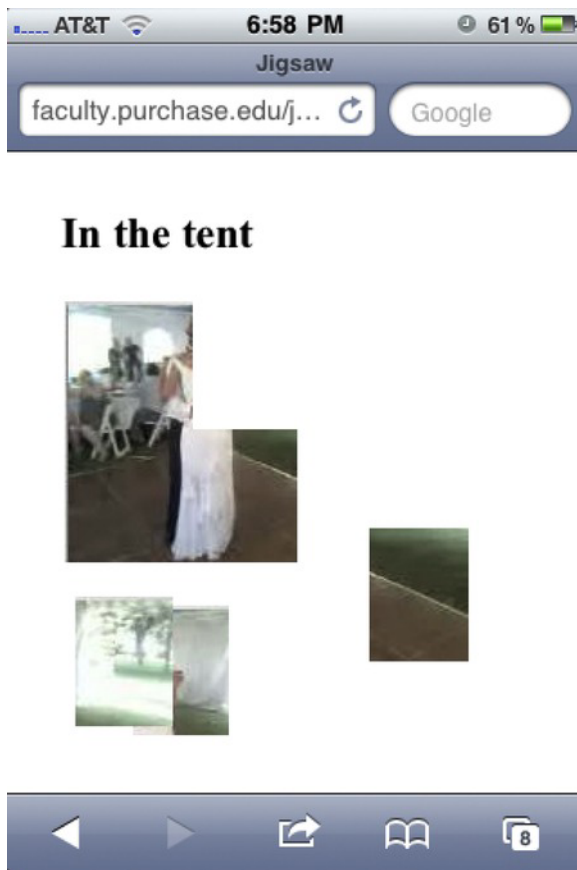 AT&T 6:58 PM 61%
Jigsaw
faculty.purchase.edu/j... Google
In the tent
8